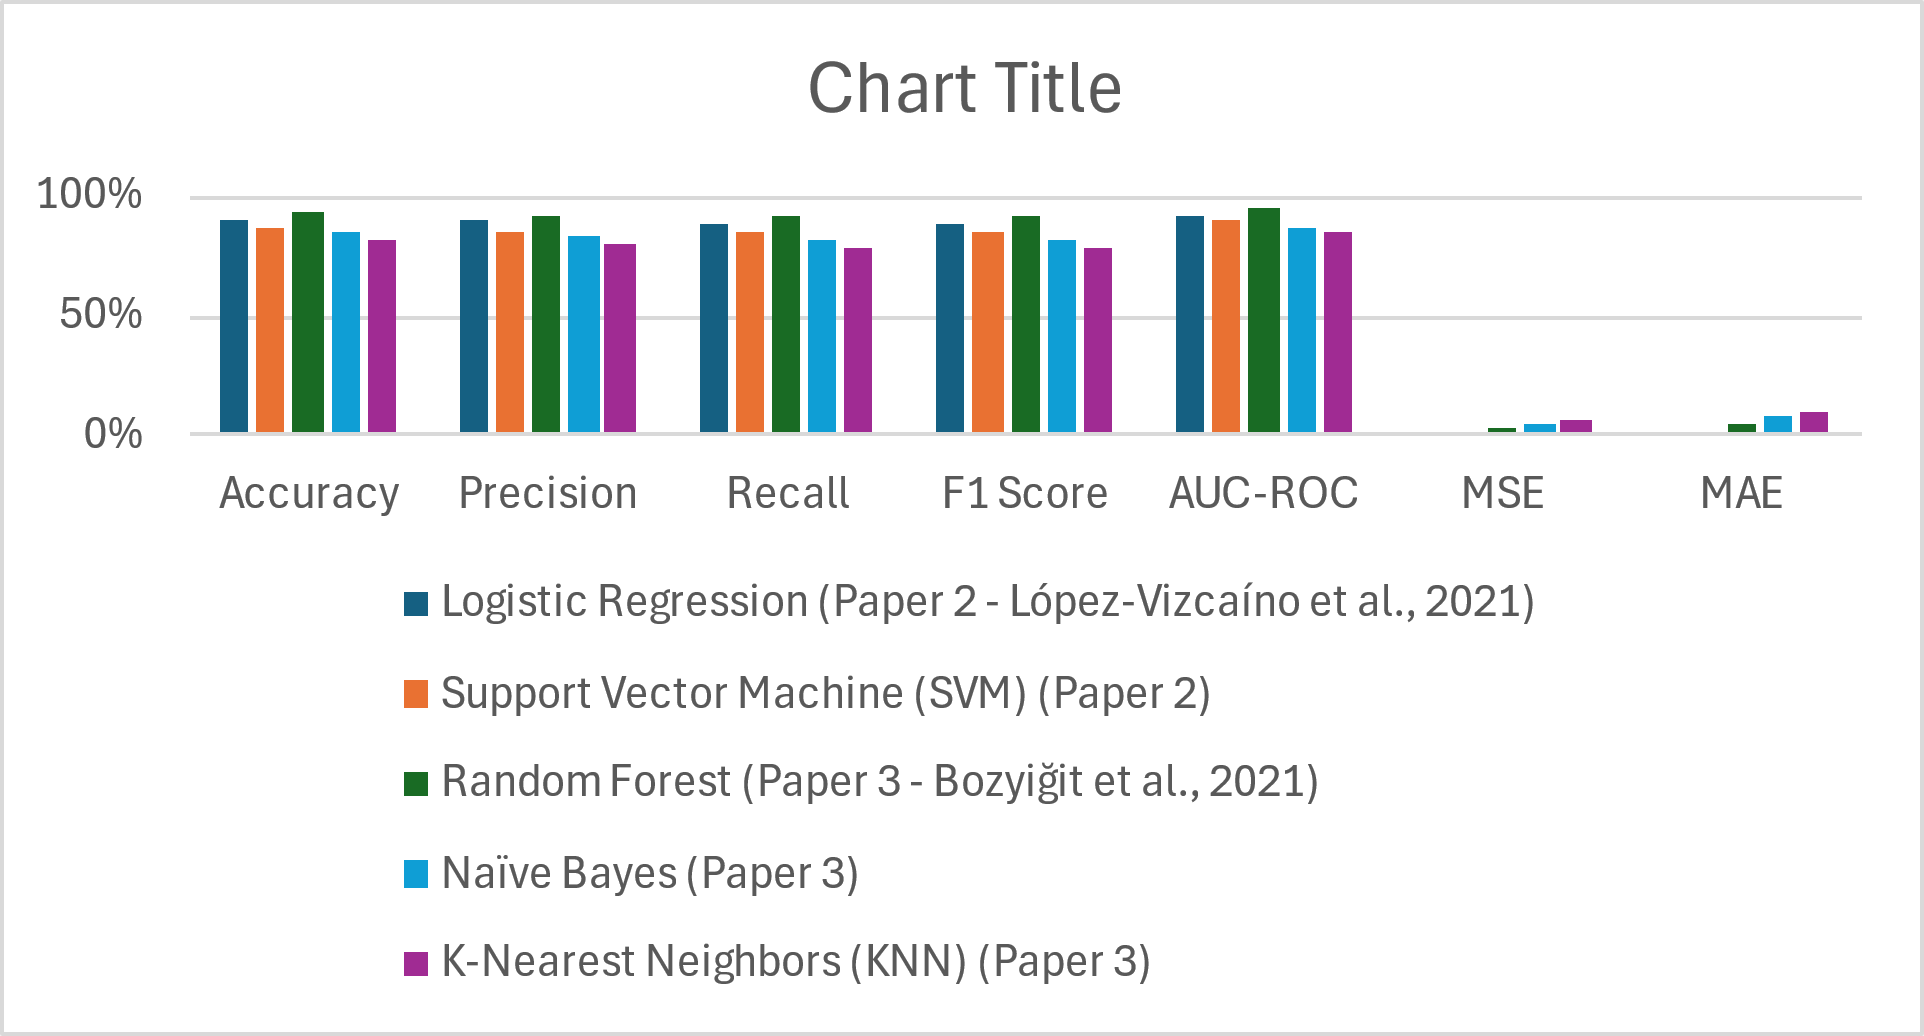 Chart Title
100%
50%
0%
Accuracy Precision Recall F1 Score AUC-ROC MSE MAE
Logistic Regression (Paper 2 - López-Vizcaíno et al., 2021)
Support Vector Machine (SVM) (Paper 2)
Random Forest (Paper 3 - Bozyiğit et al., 2021)
Naïve Bayes (Paper 3)
K-Nearest Neighbors (KNN) (Paper 3)